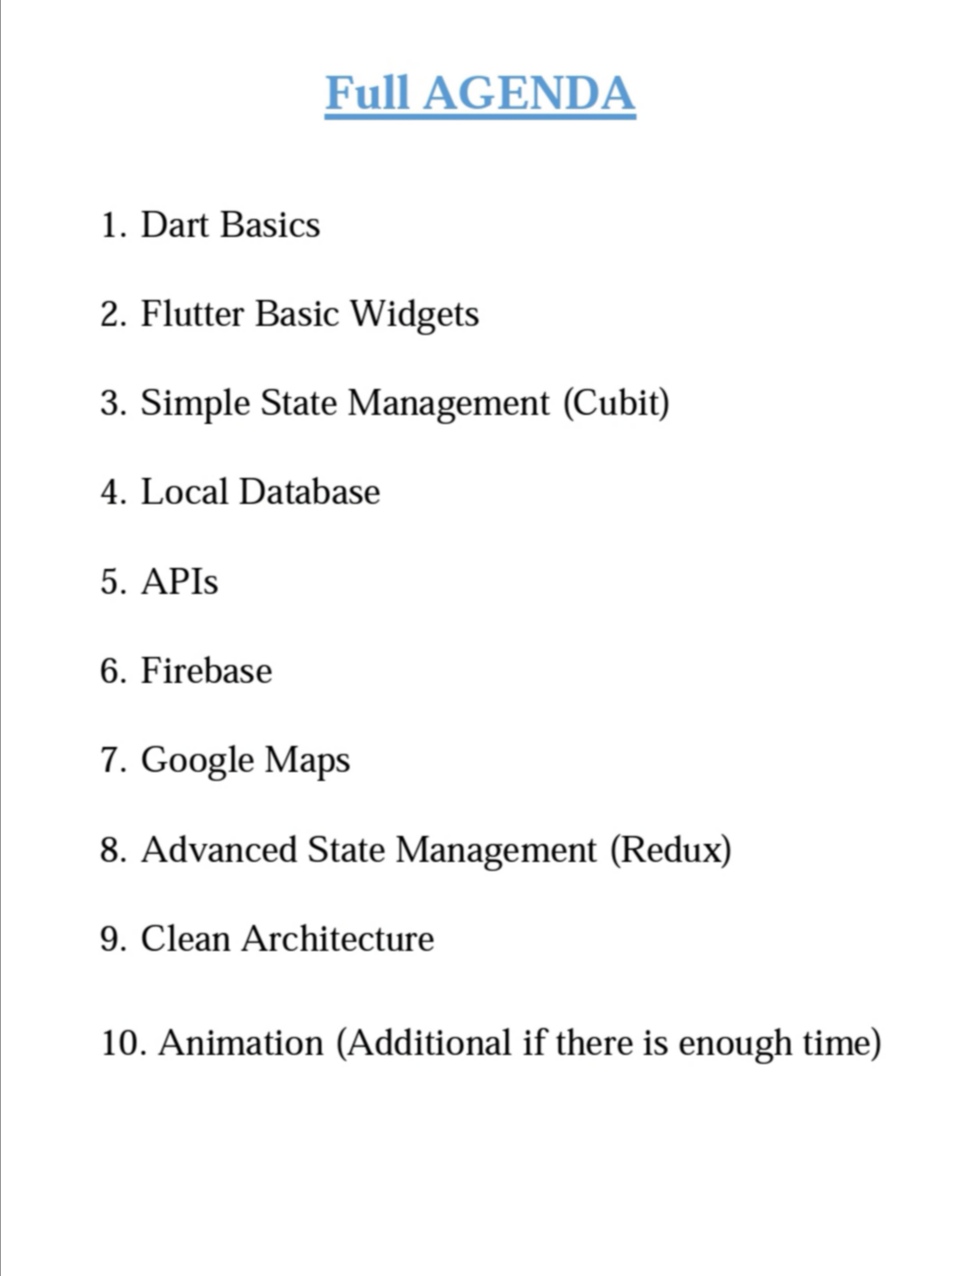 Full AGENDA
1. Dart Basics
2. Flutter Basic Widgets
3. Simple State Management (Cubit)
4. Local Database
5. APIs
6. Firebase
7. Google Maps
8. Advanced State Management (Redux)
9. Clean Architecture
10. Animation (Additional if there is enough time)